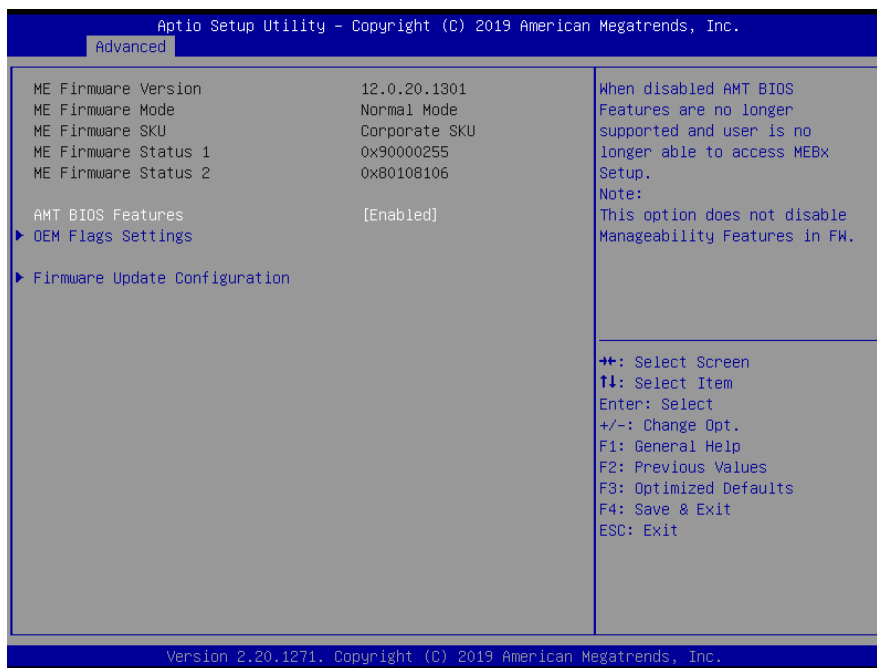 Aptio Setup Utility – Copyright (C) 2019 American Megatrends, Inc.
Advanced
ME Firmware Version 12.0.20.1301
ME Firmware Mode Normal Mode
ME Firmware SKU Corporate SKU
ME Firmware Status 1 0x90000255
ME Firmware Status 2 0x80108106
AMT BIOS Features [Enabled]
OEM Flags Settings
Firmware Update Configuration
When disabled AMT BIOS
Features are no longer
supported and user is no
longer able to access MEBx
Setup.
Note:
This option does not disable
Manageability Features in FW.
→←: Select Screen
↑↓: Select Item
Enter: Select
+/-: Change Opt.
F1: General Help
F2: Previous Values
F3: Optimized Defaults
F4: Save & Exit
ESC: Exit
Version 2.20.1271. Copyright (C) 2019 American Megatrends, Inc.